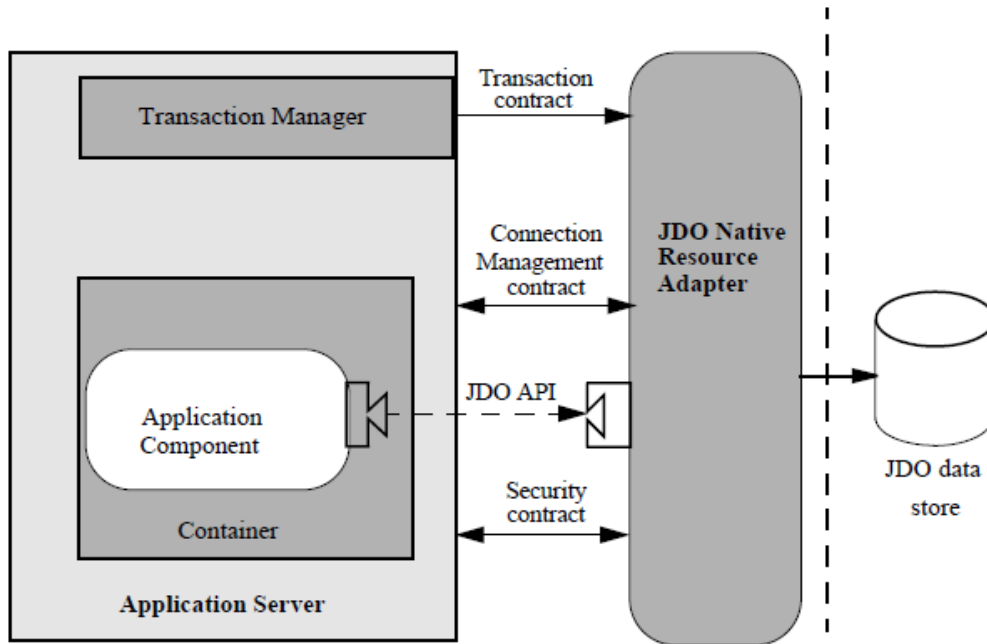 Transaction
contract
Transaction Manager
Connection
Management
contract
JDO Native
Resource
Adapter
JDO API
Application
Component
Security
contract
Container
Application Server
JDO data
store